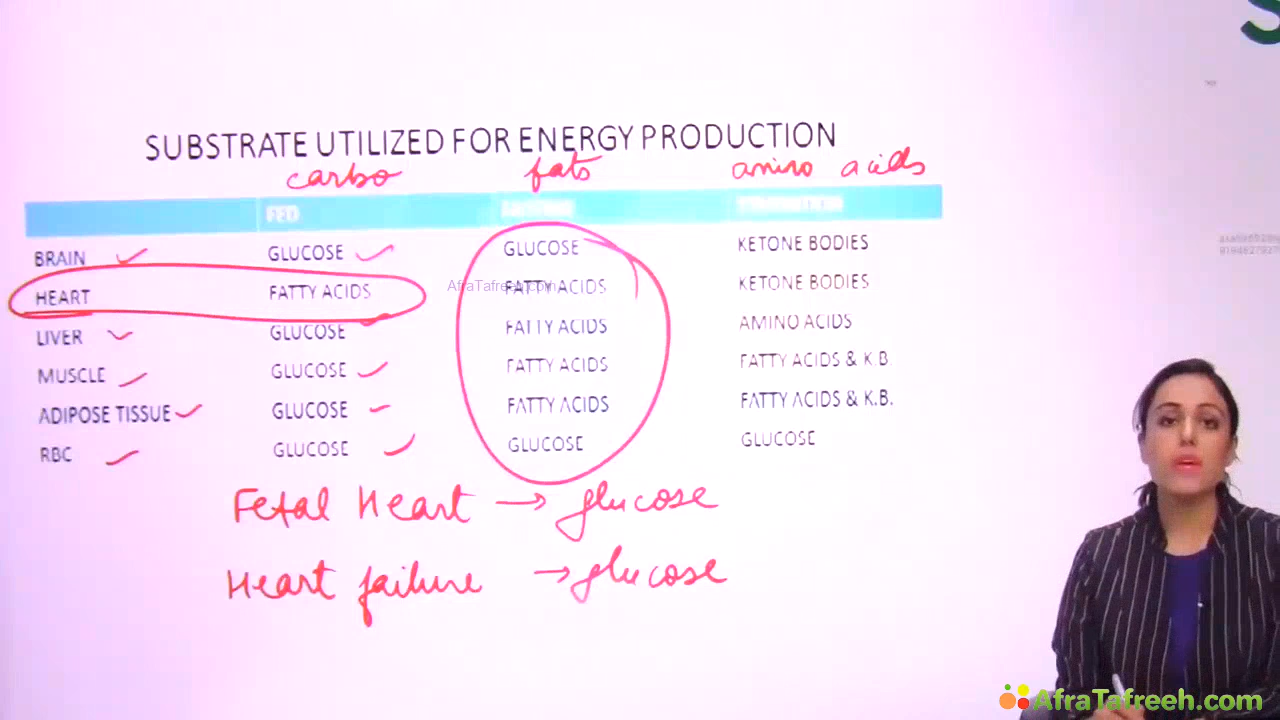 SUBSTRATE UTILIZED FOR ENERGY PRODUCTION
carbo fats amino acids
FED
BRAIN GLUCOSE GLUCOSE KETONE BODIES
HEART FATTY ACIDS FATTY ACIDS KETONE BODIES
LIVER GLUCOSE FATTY ACIDS AMINO ACIDS
MUSCLE GLUCOSE FATTY ACIDS FATTY ACIDS & K.B
ADIPOSE TISSUE GLUCOSE FATTY ACIDS FATTY ACIDS & K.B.
RBC GLUCOSE GLUCOSE GLUCOSE
Fetal Heart → glucose
Heart failure → glucose
AfraTafreeh.com
AfraTafreeh.com